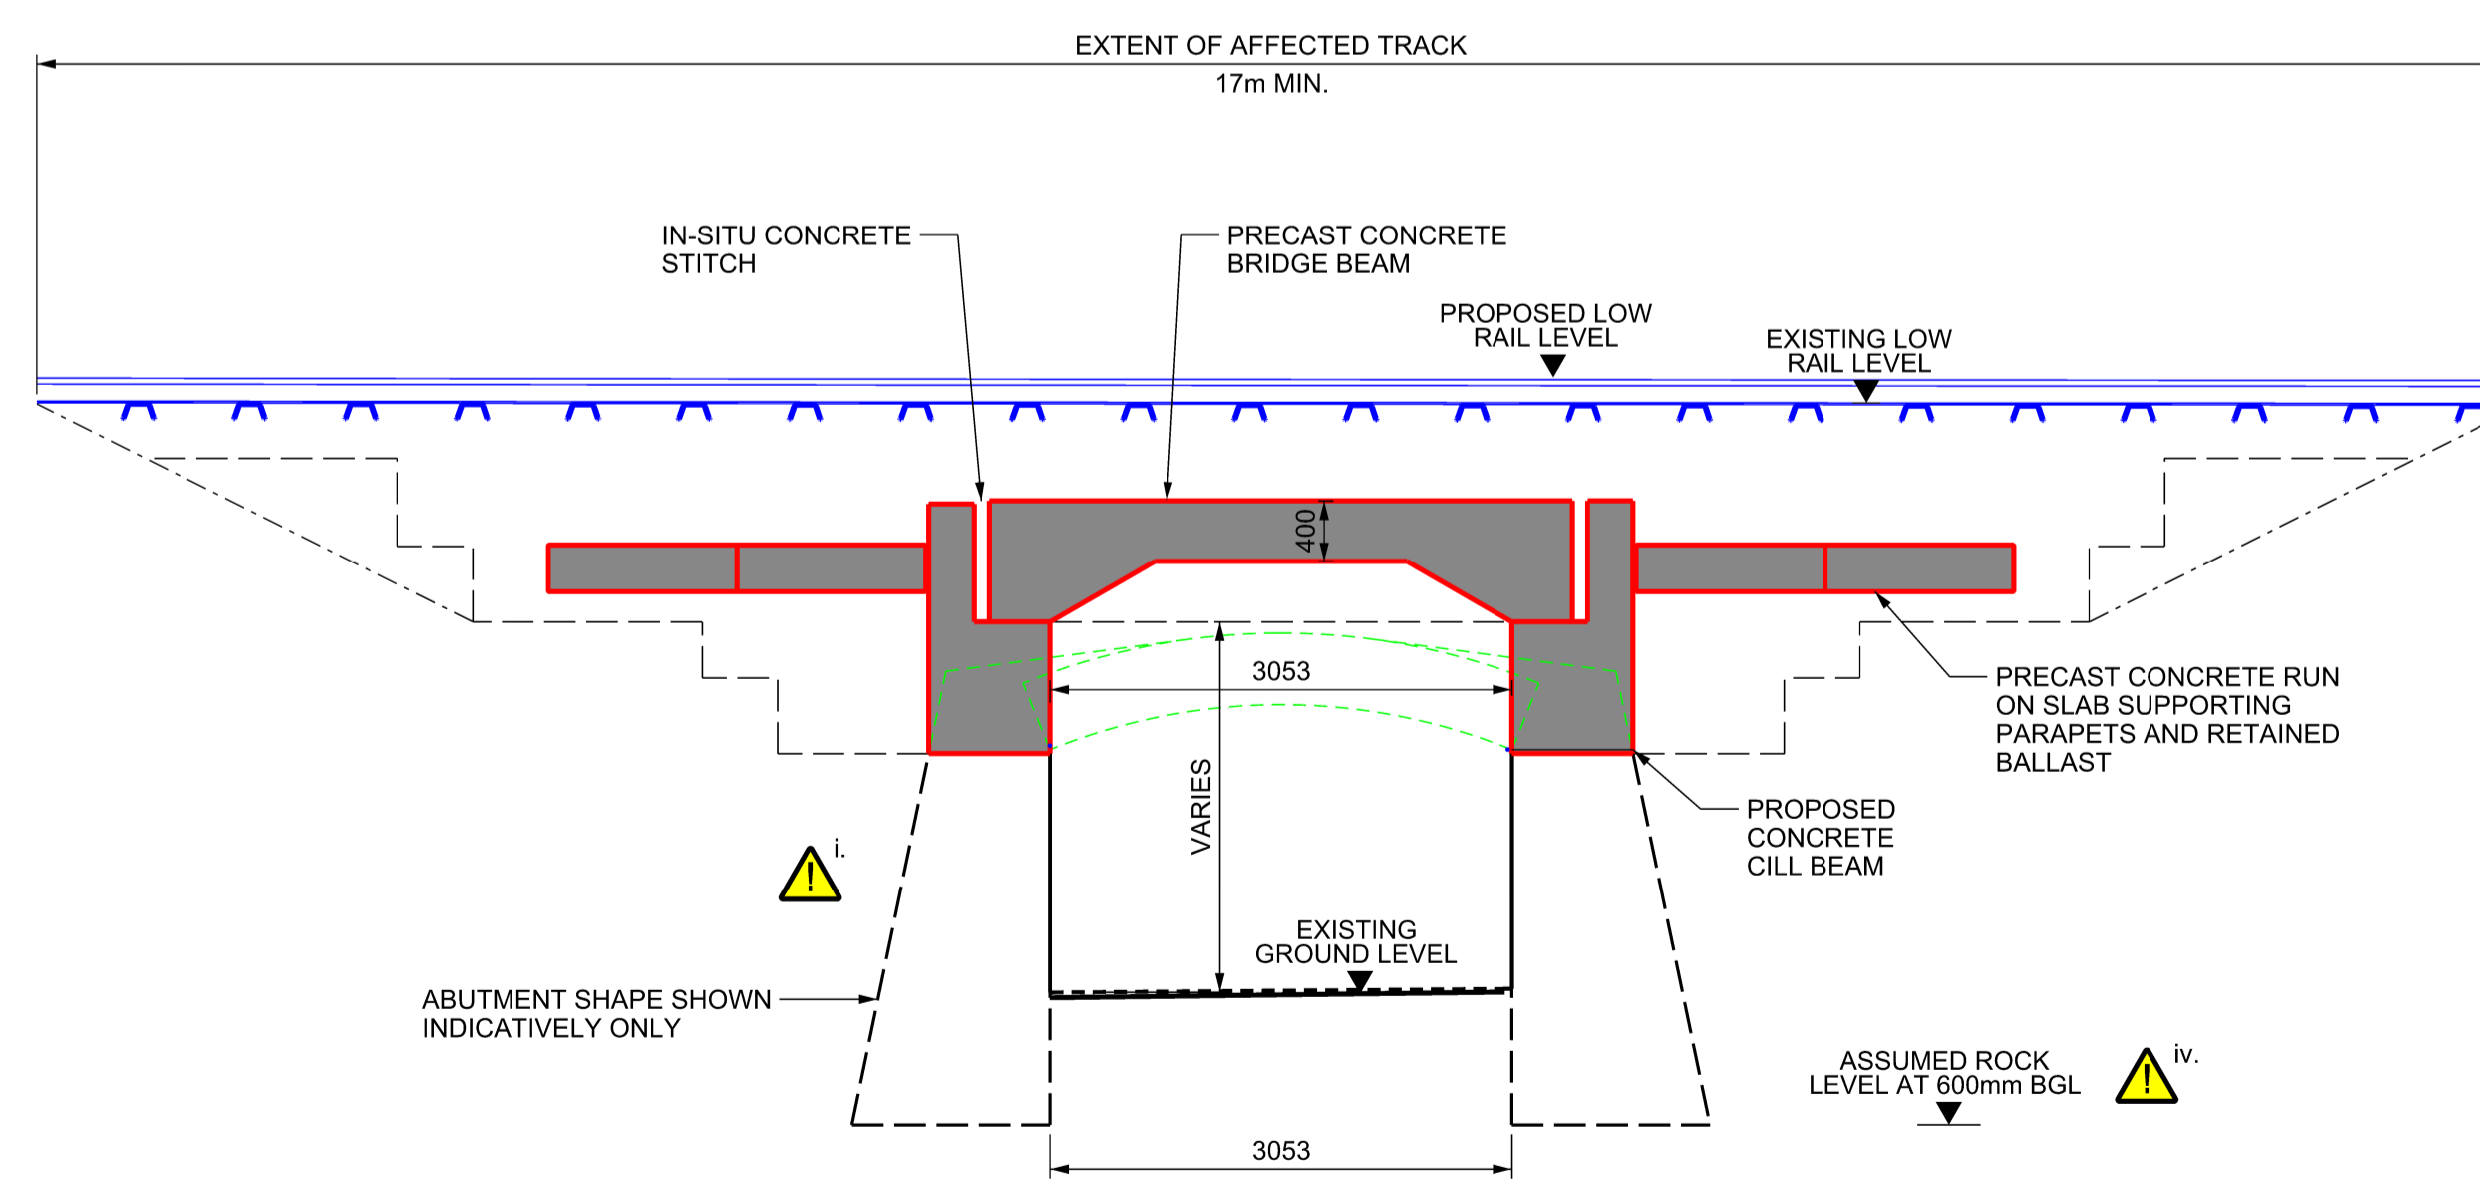 EXTENT OF AFFECTED TRACK
17m MIN.
IN-SITU CONCRETE
STITCH
PRECAST CONCRETE
BRIDGE BEAM
PROPOSED LOW
RAIL LEVEL
EXISTING LOW
RAIL LEVEL
400
3053
VARIES
PRECAST CONCRETE RUN
ON SLAB SUPPORTING
PARAPETS AND RETAINED
BALLAST
PROPOSED
CONCRETE
CILL BEAM
!
i.
EXISTING
GROUND LEVEL
ABUTMENT SHAPE SHOWN
INDICATIVELY ONLY
ASSUMED ROCK
LEVEL AT 600mm BGL
!
iv.
3053